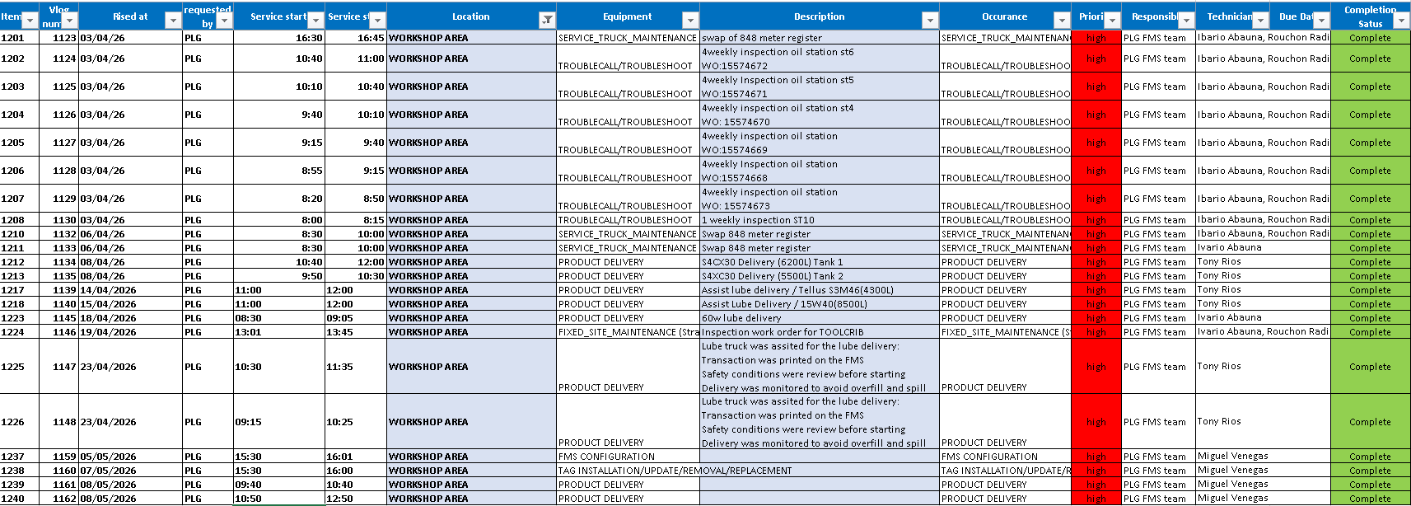 Item Vlog num Rised at requested by Service start Service st Location Equipment Description Occurance Priori Responsibl Technician Due Dat Completion Satus
1201 1123 03/04/26 PLG 16:30 16:45 WORKSHOP AREA SERVICE_TRUCK_MAINTENANCE swap of 848 meter register SERVICE_TRUCK_MAINTENAN high PLG FMS team Ibario Abauna, Rouchon Radi Complete
1202 1124 03/04/26 PLG 10:40 11:00 WORKSHOP AREA TROUBLECALL/TROUBLESHOOT 4weekly inspection oil station st6 WO:15574672 TROUBLECALL/TROUBLESHOO high PLG FMS team Ibario Abauna, Rouchon Radi Complete
1203 1125 03/04/26 PLG 10:10 10:40 WORKSHOP AREA TROUBLECALL/TROUBLESHOOT 4weekly Inspection oil station st5 WO:15574671 TROUBLECALL/TROUBLESHOO high PLG FMS team Ibario Abauna, Rouchon Radi Complete
1204 1126 03/04/26 PLG 9:40 10:10 WORKSHOP AREA TROUBLECALL/TROUBLESHOOT 4weekly inspection oil station st4 WO: 15574670 TROUBLECALL/TROUBLESHOO high PLG FMS team Ibario Abauna, Rouchon Radi Complete
1205 1127 03/04/26 PLG 9:15 9:40 WORKSHOP AREA TROUBLECALL/TROUBLESHOOT 4weekly inspection oil station WO:15574669 TROUBLECALL/TROUBLESHOO high PLG FMS team Ibario Abauna, Rouchon Radi Complete
1206 1128 03/04/26 PLG 8:55 9:15 WORKSHOP AREA TROUBLECALL/TROUBLESHOOT 4weekly Inspection oil station WO:15574668 TROUBLECALL/TROUBLESHOO high PLG FMS team Ibario Abauna, Rouchon Radi Complete
1207 1129 03/04/26 PLG 8:20 8:50 WORKSHOP AREA TROUBLECALL/TROUBLESHOOT 4weekly inspection oil station WO: 15574673 TROUBLECALL/TROUBLESHOO high PLG FMS team Ibario Abauna, Rouchon Radi Complete
1208 1130 03/04/26 PLG 8:00 8:15 WORKSHOP AREA TROUBLECALL/TROUBLESHOOT 1 weekly inspection ST10 TROUBLECALL/TROUBLESHOO high PLG FMS team Ibario Abauna, Rouchon Radi Complete
1210 1132 06/04/26 PLG 8:30 10:00 WORKSHOP AREA SERVICE_TRUCK_MAINTENANCE Swap 848 meter register SERVICE_TRUCK_MAINTENAN high PLG FMS team Ibario Abauna, Rouchon Radi Complete
1211 1133 06/04/26 PLG 8:30 10:00 WORKSHOP AREA SERVICE_TRUCK_MAINTENANCE Swap 848 meter register SERVICE_TRUCK_MAINTENAN high PLG FMS team Ivario Abauna Complete
1212 1134 08/04/26 PLG 10:40 12:00 WORKSHOP AREA PRODUCT DELIVERY S4CX30 Delivery (6200L) Tank 1 PRODUCT DELIVERY high PLG FMS team Tony Rios Complete
1213 1135 08/04/26 PLG 9:50 10:30 WORKSHOP AREA PRODUCT DELIVERY S4XC30 Delivery (5500L) Tank 2 PRODUCT DELIVERY high PLG FMS team Tony Rios Complete
1217 1139 14/04/2026 PLG 11:00 12:00 WORKSHOP AREA PRODUCT DELIVERY Assist lube delivery / Tellus S3M46(4300L) PRODUCT DELIVERY high PLG FMS team Tony Rios Complete
1218 1140 15/04/2026 PLG 11:00 12:00 WORKSHOP AREA PRODUCT DELIVERY Assist Lube Delivery / 15W40(8500L) PRODUCT DELIVERY high PLG FMS team Tony Rios Complete
1223 1145 18/04/2026 PLG 08:30 09:05 WORKSHOP AREA PRODUCT DELIVERY 60w lube delivery PRODUCT DELIVERY high PLG FMS team Ivario Abauna Complete
1224 1146 19/04/2026 PLG 13:01 13:45 WORKSHOP AREA FIXED_SITE_MAINTENANCE (Stra Inspection work order for TOOLCRIB FIXED_SITE_MAINTENANCE (S high PLG FMS team Ivario Abauna, Rouchon Radi Complete
Lube truck was assited for the lube delivery:
Transaction was printed on the FMS
1225 1147 23/04/2026 PLG 10:30 11:35 WORKSHOP AREA high PLG FMS team Tony Rios Complete
Safety conditions were review before starting
PRODUCT DELIVERY Delivery was monitored to avoid overfill and spill PRODUCT DELIVERY
Lube truck was assited for the lube delivery:
Transaction was printed on the FMS
1226 1148 23/04/2026 PLG 09:15 10:25 WORKSHOP AREA high PLG FMS team Tony Rios Complete
Safety conditions were review before starting
PRODUCT DELIVERY Delivery was monitored to avoid overfill and spill PRODUCT DELIVERY
1237 1159 05/05/2026 PLG 15:30 16:01 WORKSHOP AREA FMS CONFIGURATION FMS CONFIGURATION high PLG FMS team Miguel Venegas Complete
1238 1160 07/05/2026 PLG 15:30 16:00 WORKSHOP AREA TAG INSTALLATION/UPDATE/REMOVAL/REPLACEMENT TAG INSTALLATION/UPDATE/R high PLG FMS team Miguel Venegas Complete
1239 1161 08/05/2026 PLG 09:40 10:40 WORKSHOP AREA PRODUCT DELIVERY PRODUCT DELIVERY high PLG FMS team Miguel Venegas Complete
1240 1162 08/05/2026 PLG 10:50 12:50 WORKSHOP AREA PRODUCT DELIVERY PRODUCT DELIVERY high PLG FMS team Miguel Venegas Complete